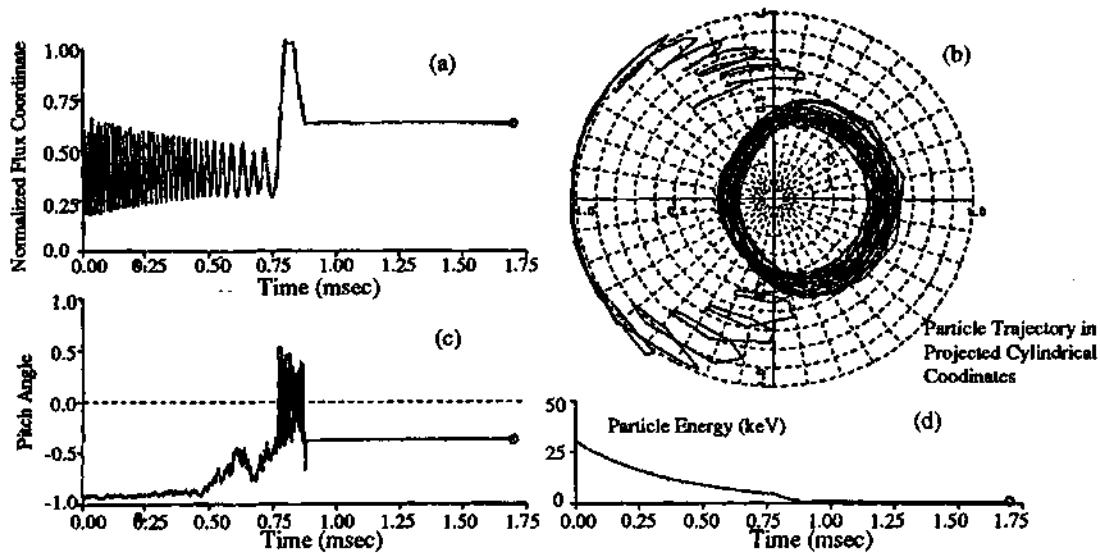 (a)
1.00
0.75
0.50
0.25
0.0
Normalized Flux Coordinate
0.00 0.25 0.50 0.75 1.00 1.25 1.50 1.75
Time (msec)
(b)
1.0
Particle Trajectory in
Projected Cylindrical
Coodinates
(c)
1.0
0.5
0.0
-0.5
-1.0
Pitch Angle
0.00 0.25 0.50 0.75 1.00 1.25 1.50 1.75
Time (msec)
(d)
Particle Energy (keV)
50
25
0
0.00 0.25 0.50 0.75 1.00 1.25 1.50 1.75
Time (msec)